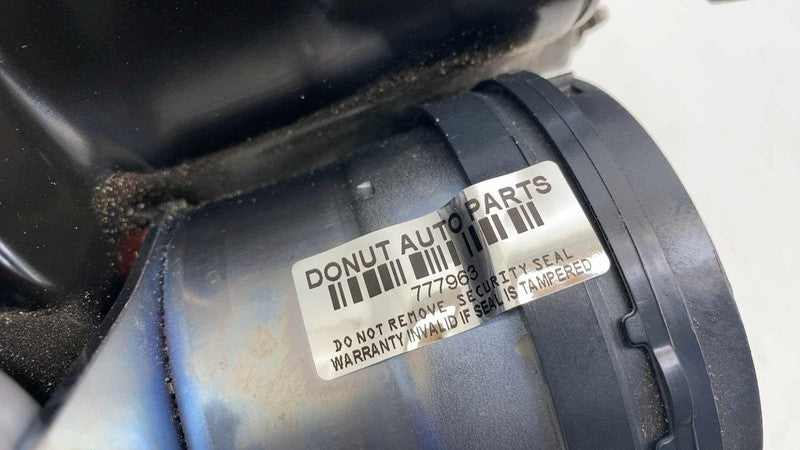 DONUT AUTO PARTS
777963
DO NOT REMOVE SECURITY SEAL
WARRANTY INVALID IF SEAL IS TAMPERED